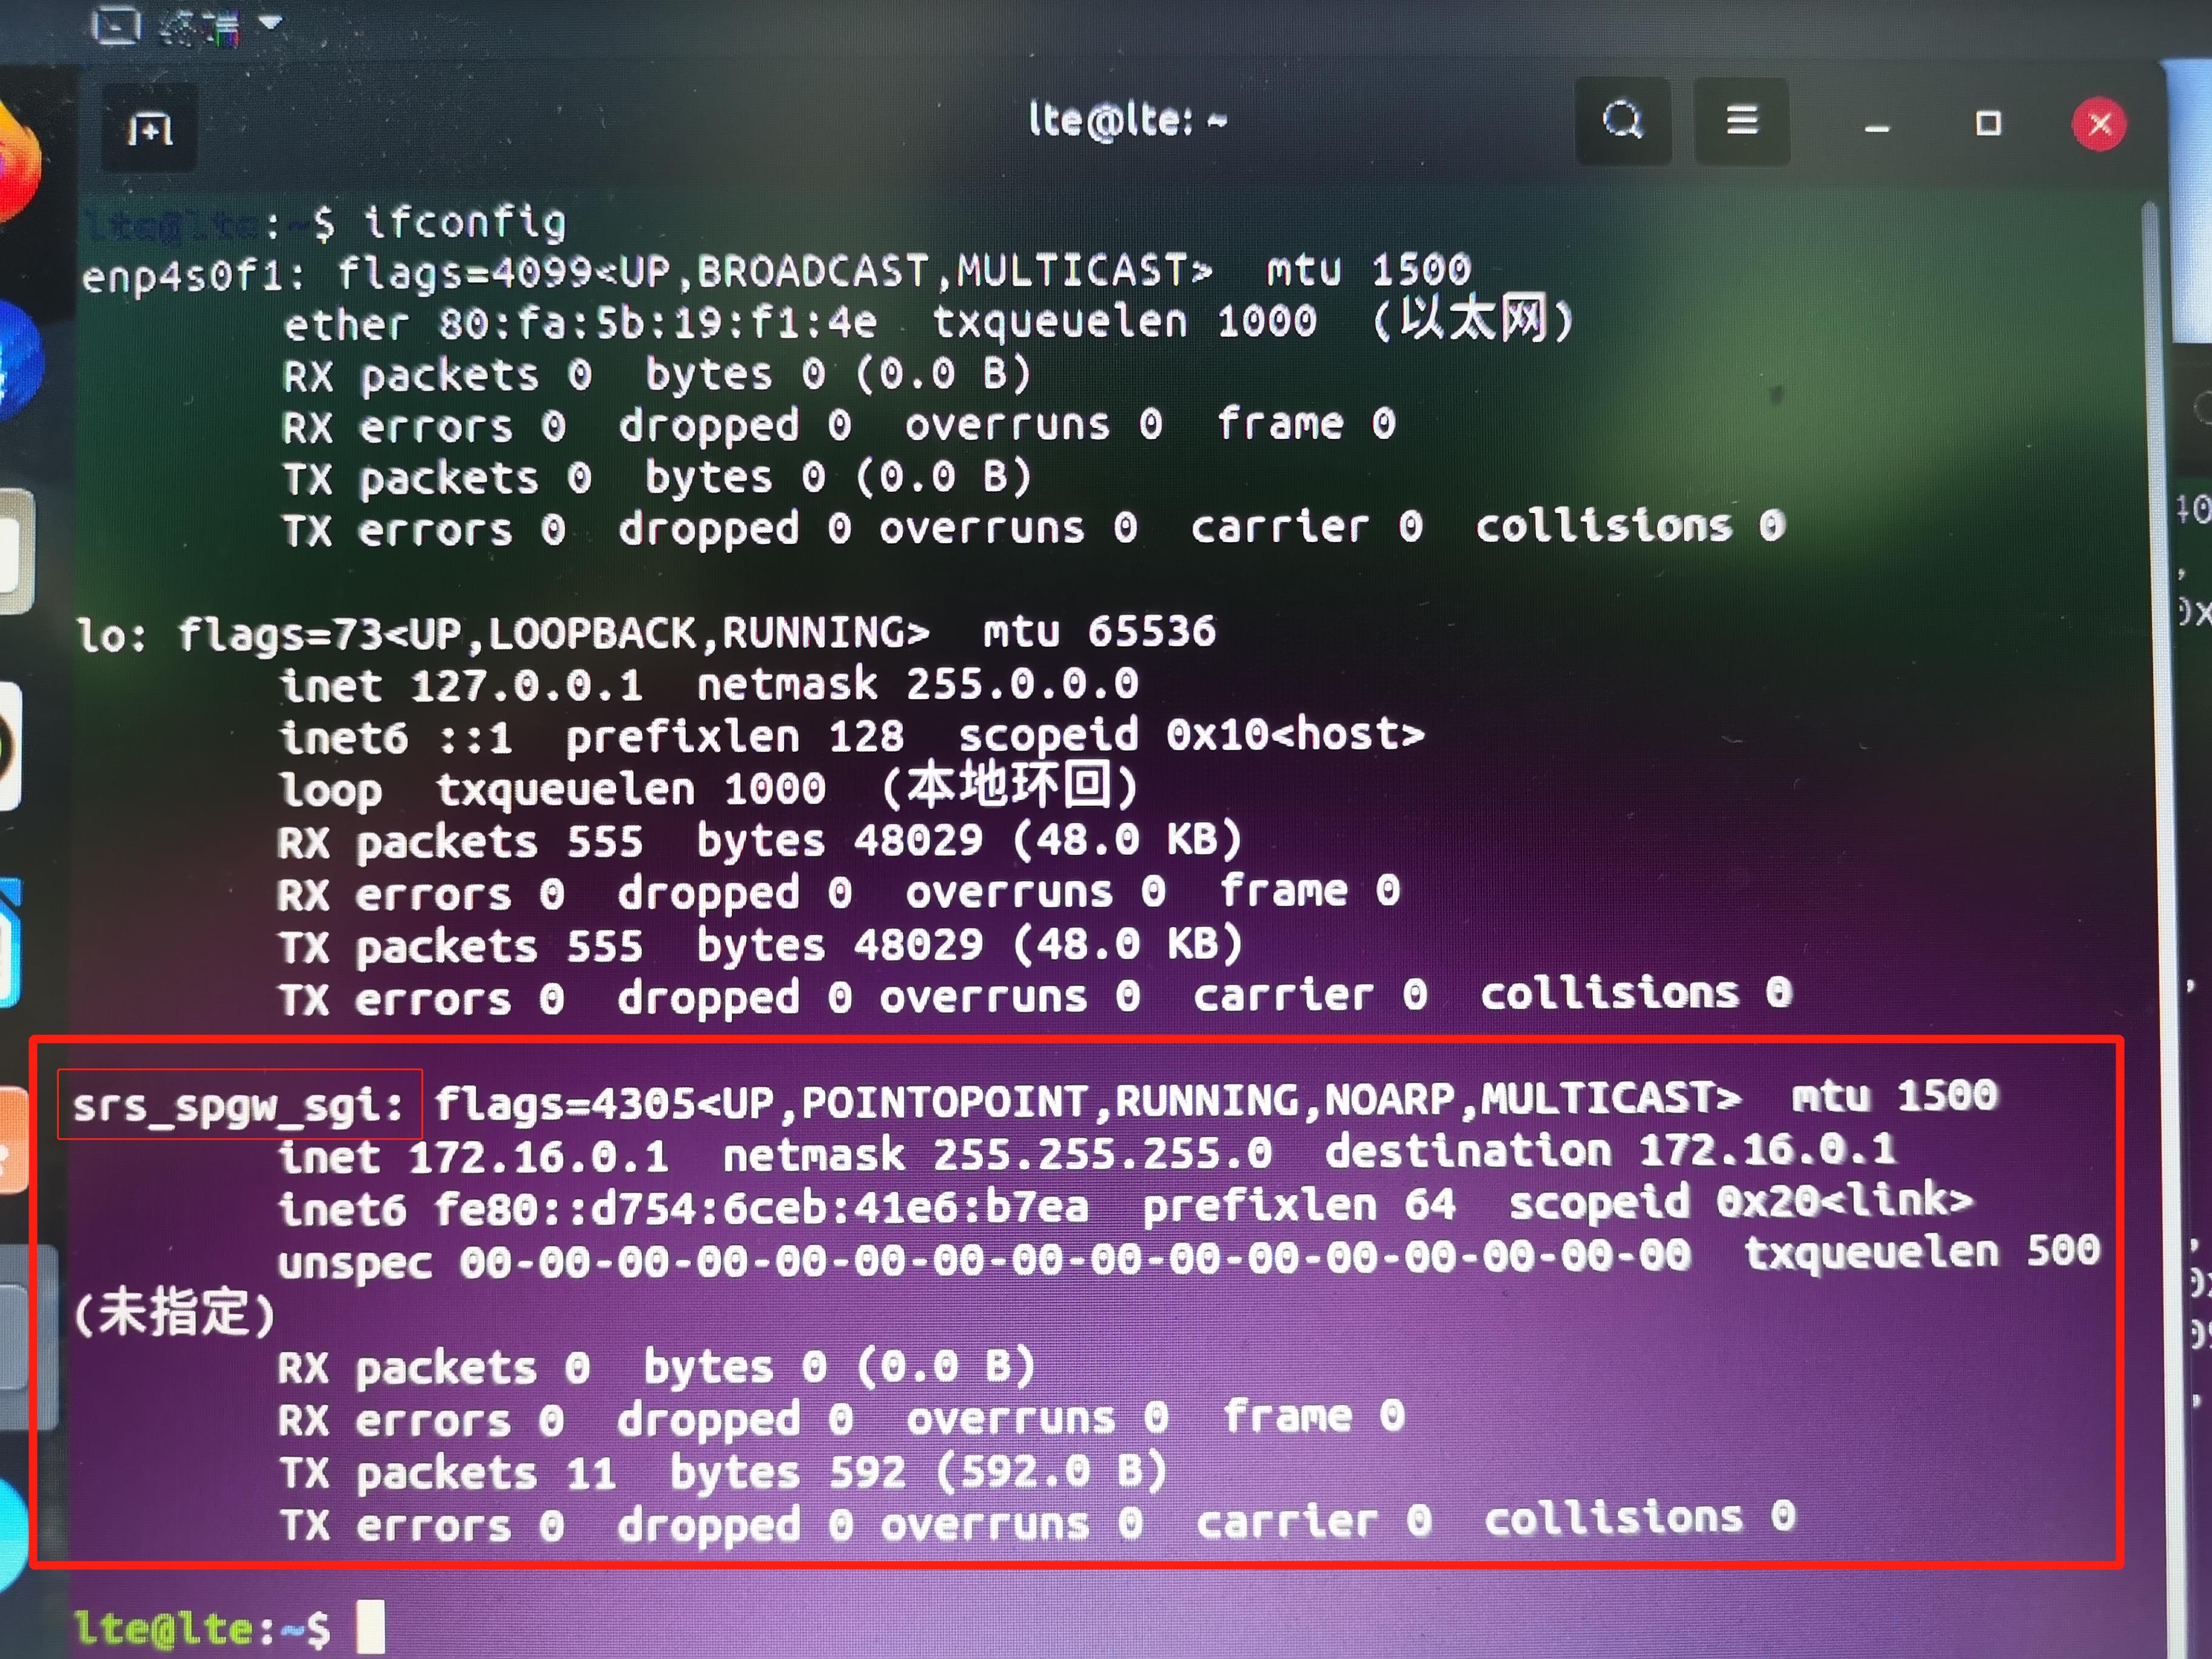 终端
lte@lte: ~
lte@lte:~$ ifconfig
enp4s0f1: flags=4099<UP,BROADCAST,MULTICAST>  mtu 1500
        ether 80:fa:5b:19:f1:4e  txqueuelen 1000  (以太网)
        RX packets 0  bytes 0 (0.0 B)
        RX errors 0  dropped 0  overruns 0  frame 0
        TX packets 0  bytes 0 (0.0 B)
        TX errors 0  dropped 0 overruns 0  carrier 0  collisions 0
lo: flags=73<UP,LOOPBACK,RUNNING>  mtu 65536
        inet 127.0.0.1  netmask 255.0.0.0
        inet6 ::1  prefixlen 128  scopeid 0x10<host>
        loop  txqueuelen 1000  (本地环回)
        RX packets 555  bytes 48029 (48.0 KB)
        RX errors 0  dropped 0  overruns 0  frame 0
        TX packets 555  bytes 48029 (48.0 KB)
        TX errors 0  dropped 0 overruns 0  carrier 0  collisions 0
srs_spgw_sgi: flags=4305<UP,POINTOPOINT,RUNNING,NOARP,MULTICAST>  mtu 1500
        inet 172.16.0.1  netmask 255.255.255.0  destination 172.16.0.1
        inet6 fe80::d754:6ceb:41e6:b7ea  prefixlen 64  scopeid 0x20<link>
        unspec 00-00-00-00-00-00-00-00-00-00-00-00-00-00-00-00  txqueuelen 500
(未指定)
        RX packets 0  bytes 0 (0.0 B)
        RX errors 0  dropped 0  overruns 0  frame 0
        TX packets 11  bytes 592 (592.0 B)
        TX errors 0  dropped 0 overruns 0  carrier 0  collisions 0
lte@lte:~$